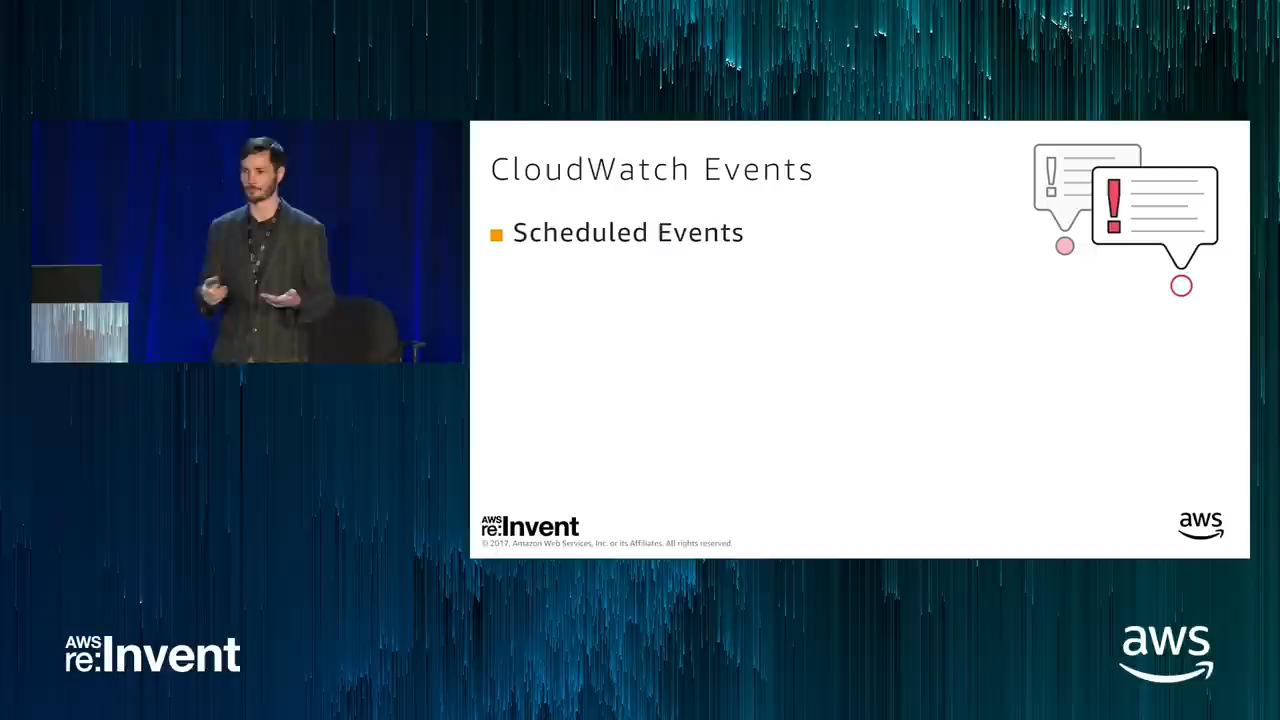 CloudWatch Events
Scheduled Events
AWS
re:Invent
© 2017, Amazon Web Services, Inc. or its Affiliates. All rights reserved.
aws
AWS
re:Invent
aws